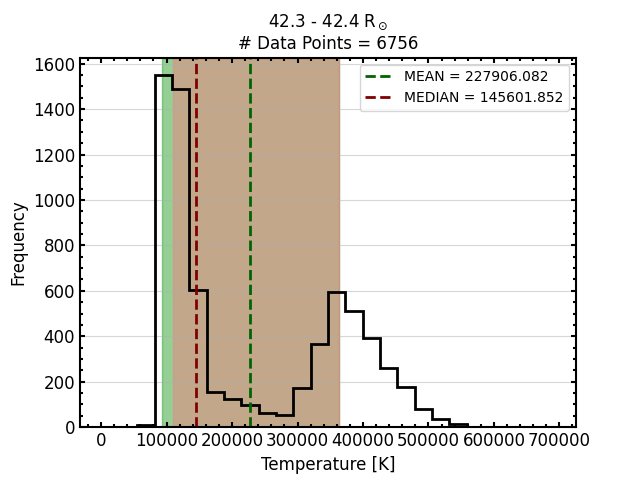 42.3 - 42.4 R⊙
# Data Points = 6756
MEAN = 227906.082
MEDIAN = 145601.852
1600
1400
1200
1000
800
600
400
200
0
Frequency
0 100000 200000 300000 400000 500000 600000 700000
Temperature [K]